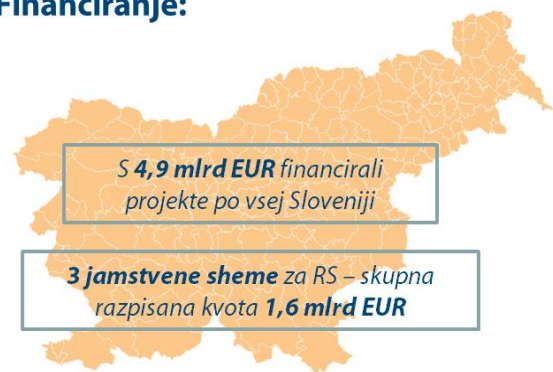 Financiranje:
S 4,9 mlrd EUR financirali
projekte po vsej Sloveniji
3 jamstvene sheme za RS – skupna
razpisana kvota 1,6 mlrd EUR